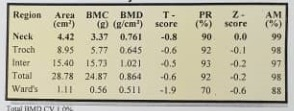 Region Area (cm²) BMC (g) BMD (g/cm²) T-score PR (%) Z-score AM (%)
Neck 4.42 3.37 0.761 -0.8 90 0.0 99
Troch 8.95 5.77 0.645 -0.6 92 -0.1 98
Inter 15.40 15.73 1.021 -0.5 93 -0.2 97
Total 28.78 24.87 0.864 -0.6 92 -0.2 98
Ward's 1.11 0.56 0.511 -1.9 70 -0.6 88
Total BMD CV 1.0%